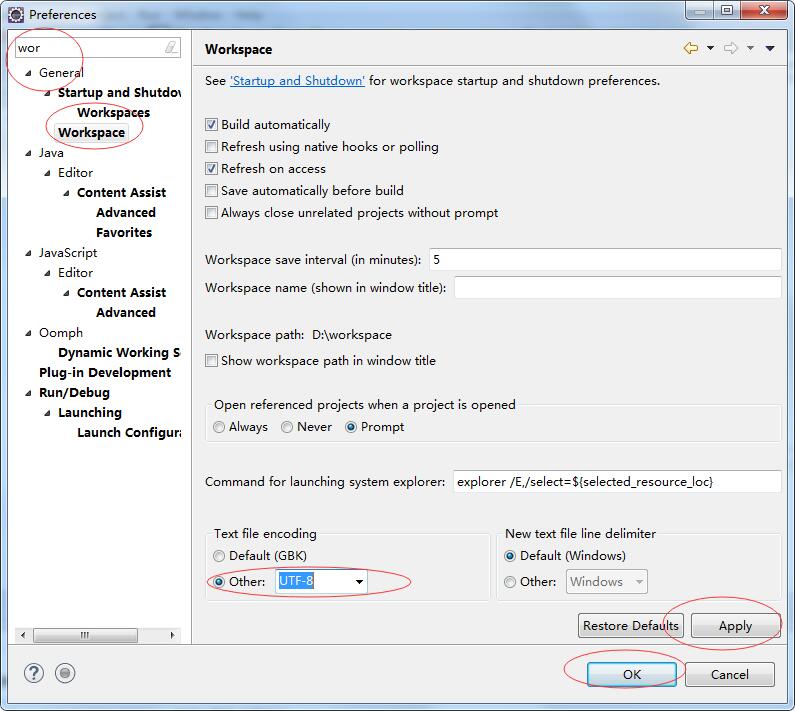 Preferences
wor
General
Startup and Shutdov
Workspaces
Workspace
Java
Editor
Content Assist
Advanced
Favorites
JavaScript
Editor
Content Assist
Advanced
Oomph
Dynamic Working S
Plug-in Development
Run/Debug
Launching
Launch Configura
Workspace
See 'Startup and Shutdown' for workspace startup and shutdown preferences.
Build automatically
Refresh using native hooks or polling
Refresh on access
Save automatically before build
Always close unrelated projects without prompt
Workspace save interval (in minutes): 5
Workspace name (shown in window title):
Workspace path: D:\workspace
Show workspace path in window title
Open referenced projects when a project is opened
Always Never Prompt
Command for launching system explorer: explorer /E,/select=${selected_resource_loc}
Text file encoding
Default (GBK)
Other: UTF-8
New text file line delimiter
Default (Windows)
Other: Windows
Restore Defaults Apply
OK Cancel